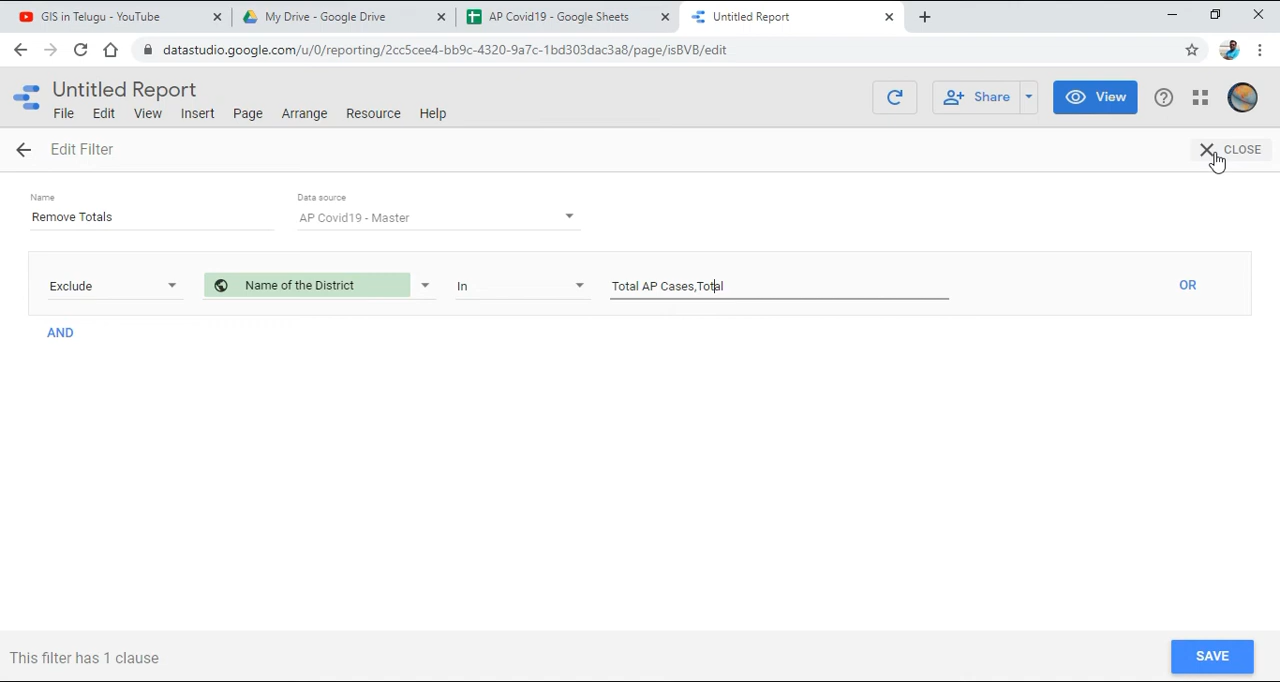 GIS in Telugu - YouTube
My Drive - Google Drive
AP Covid19 - Google Sheets
Untitled Report
datastudio.google.com/u/0/reporting/2cc5cee4-bb9c-4320-9a7c-1bd303dac3a8/page/isBVB/edit
Untitled Report
File Edit View Insert Page Arrange Resource Help
Share
View
Edit Filter
CLOSE
Name
Data source
Remove Totals
AP Covid19 - Master
Exclude Name of the District In Total AP Cases,Total OR
AND
This filter has 1 clause
SAVE